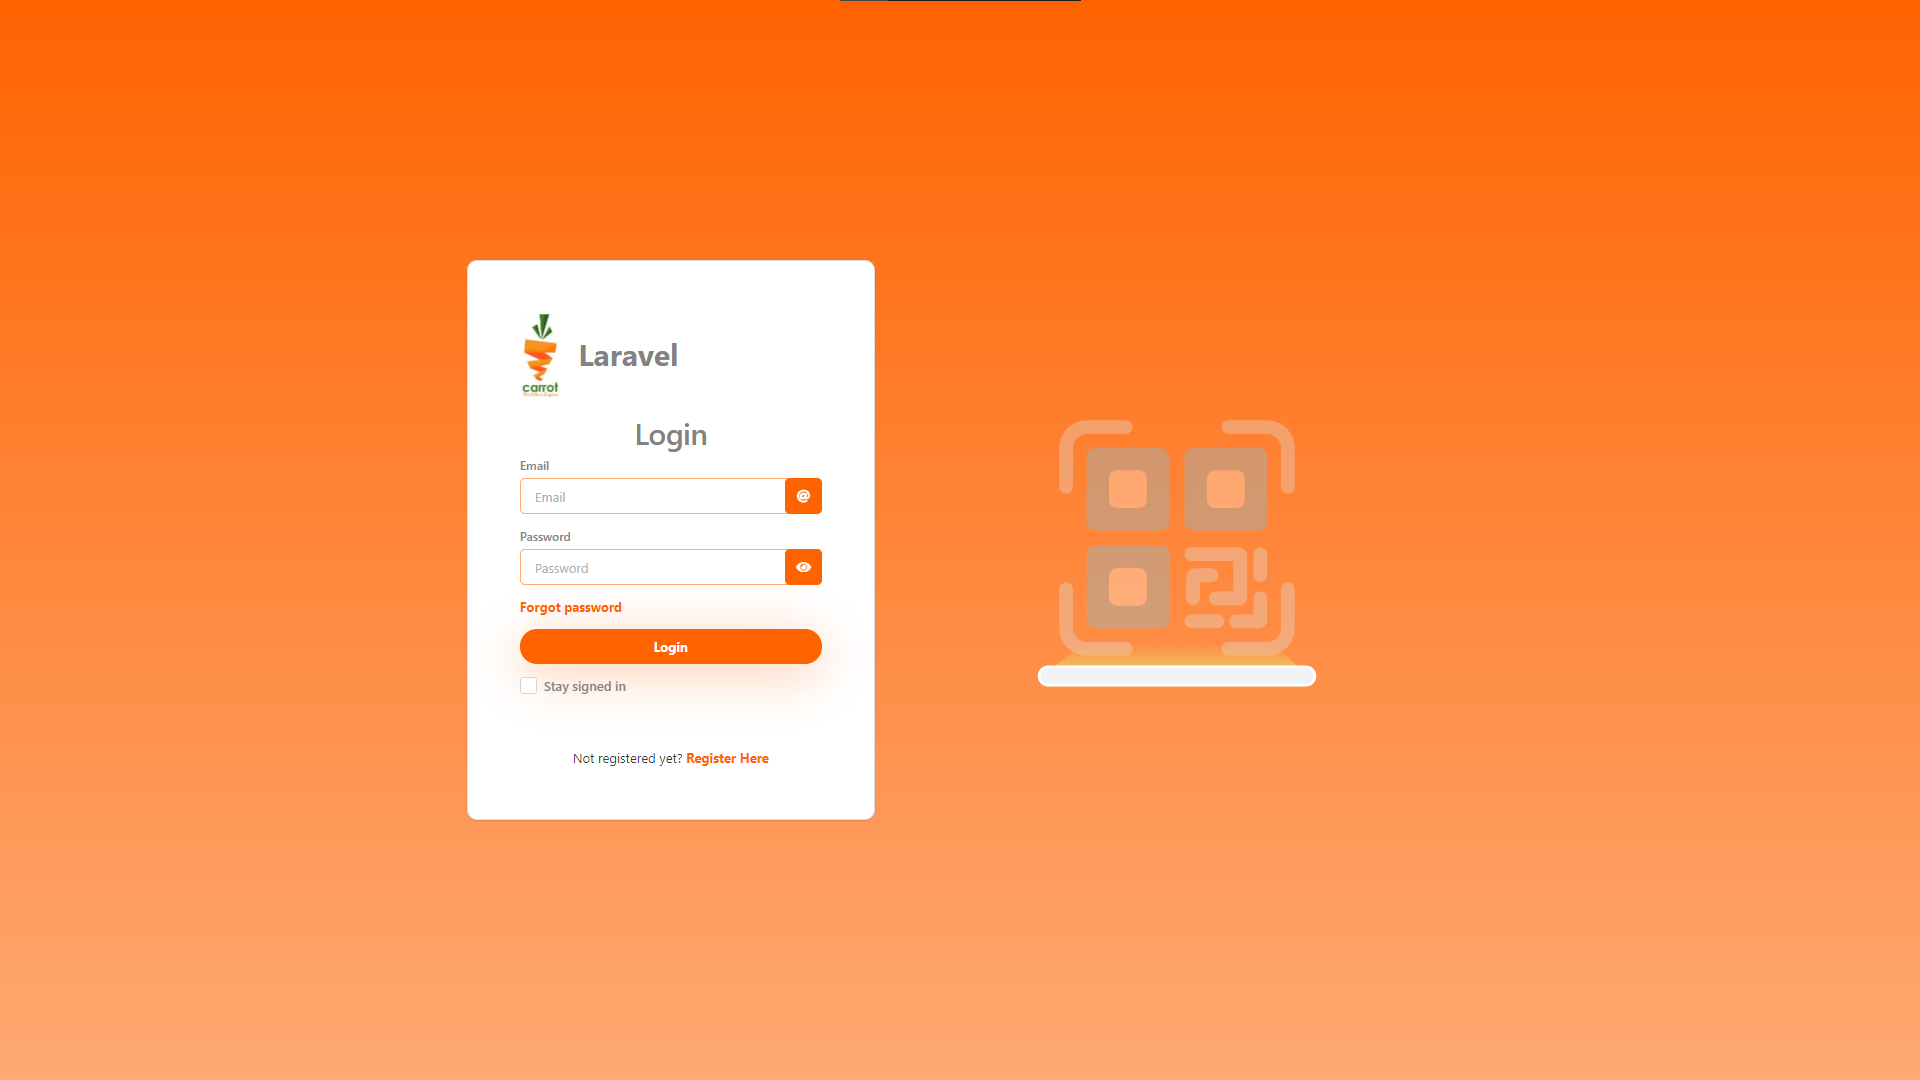 carrot
Laravel
Login
Email
Email
@
Password
Password
Forgot password
Login
Stay signed in
Not registered yet? Register Here